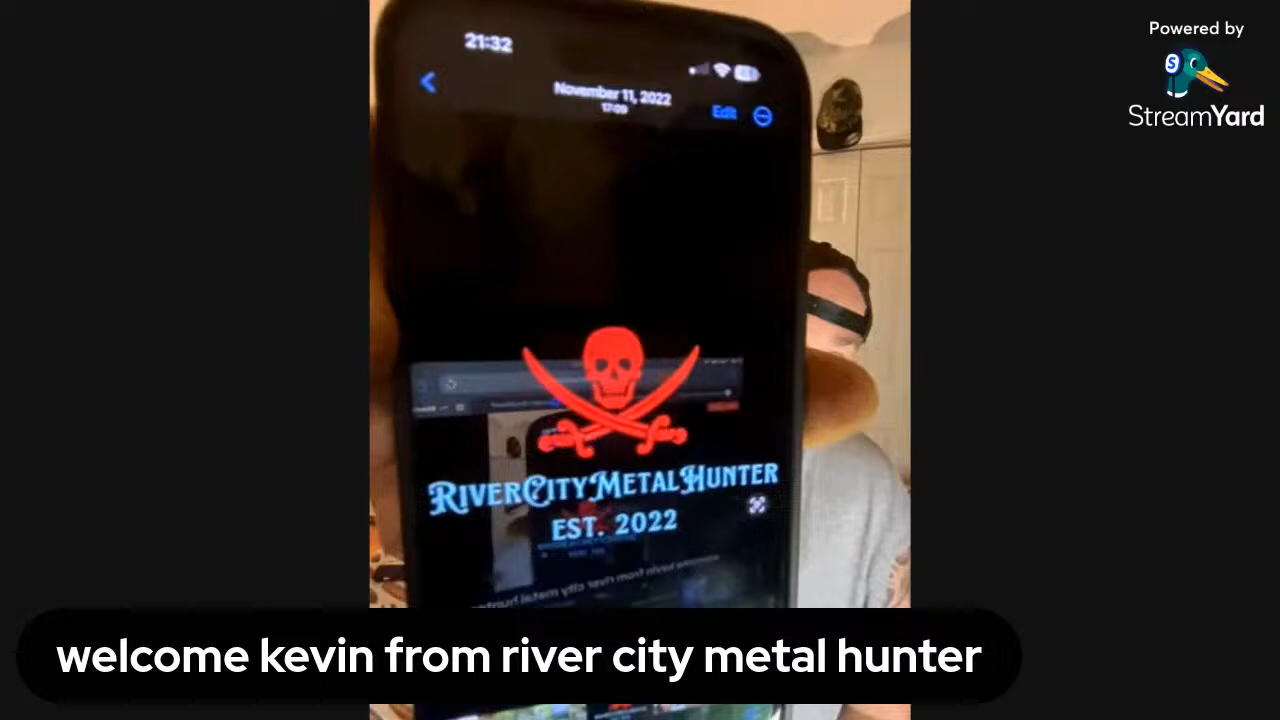 Powered by
StreamYard
21:32
November 11, 2022
17:09
Edit
RIVERCITYMETALHUNTER
EST. 2022
welcome kevin from river city metal hunter